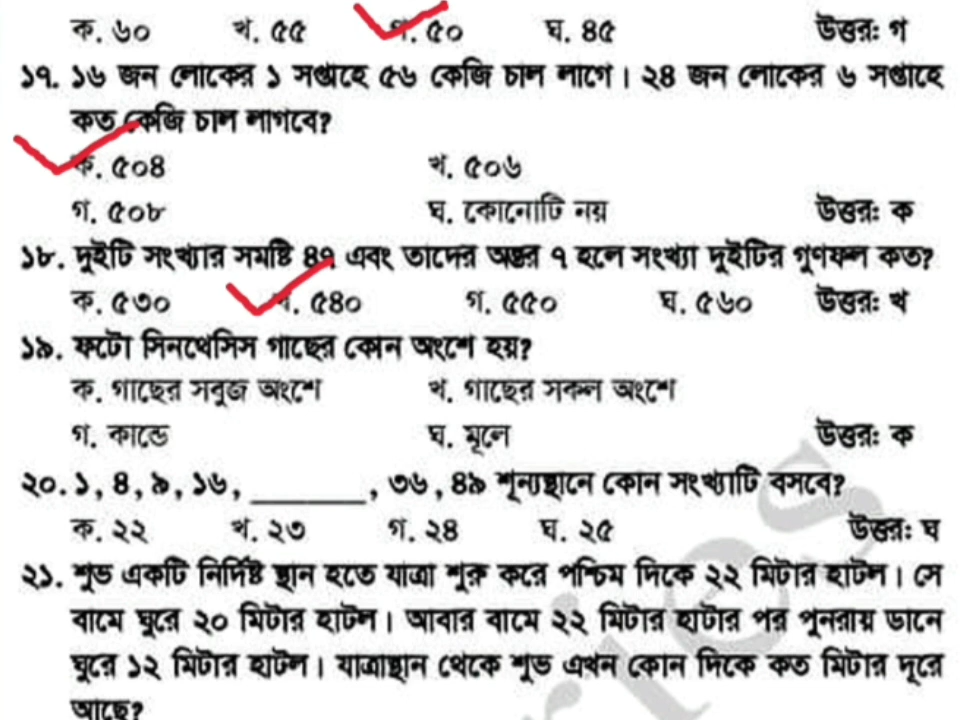 ক. ৬০ খ. ৫৫ গ. ৫০ ঘ. ৪৫ উত্তর: গ
১৭. ১৬ জন লোকের ১ সপ্তাহে ৫৬ কেজি চাল লাগে। ২৪ জন লোকের ৬ সপ্তাহে
কত কেজি চাল লাগবে?
ক. ৫০৪ খ. ৫০৬
গ. ৫০৮ ঘ. কোনোটি নয় উত্তর: ক
১৮. দুইটি সংখ্যার সমষ্টি ৪৭ এবং তাদের অন্তর ৭ হলে সংখ্যা দুইটির গুণফল কত?
ক. ৫৩০ খ. ৫৪০ গ. ৫৫০ ঘ. ৫৬০ উত্তর: খ
১৯. ফটো সিনথেসিস গাছের কোন অংশে হয়?
ক. গাছের সবুজ অংশে খ. গাছের সকল অংশে
গ. কান্ডে ঘ. মূলে উত্তর: ক
২০. ১, ৪, ৯, ১৬, ________, ৩৬, ৪৯ শূন্যস্থানে কোন সংখ্যাটি বসবে?
ক. ২২ খ. ২৩ গ. ২৪ ঘ. ২৫ উত্তর: ঘ
২১. শুভ একটি নির্দিষ্ট স্থান হতে যাত্রা শুরু করে পশ্চিম দিকে ২২ মিটার হাটল। সে
বামে ঘুরে ২০ মিটার হাটল। আবার বামে ২২ মিটার হাটার পর পুনরায় ডানে
ঘুরে ১২ মিটার হাটল। যাত্রাস্থান থেকে শুভ এখন কোন দিকে কত মিটার দূরে
আছে?